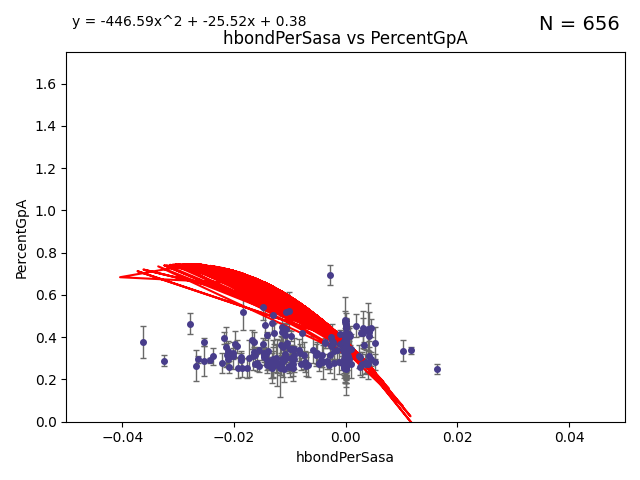 y = -446.59x^2 + -25.52x + 0.38
N = 656
hbondPerSasa vs PercentGpA
PercentGpA
1.6
1.4
1.2
1.0
0.8
0.6
0.4
0.2
0.0
−0.04 −0.02 0.00 0.02 0.04
hbondPerSasa